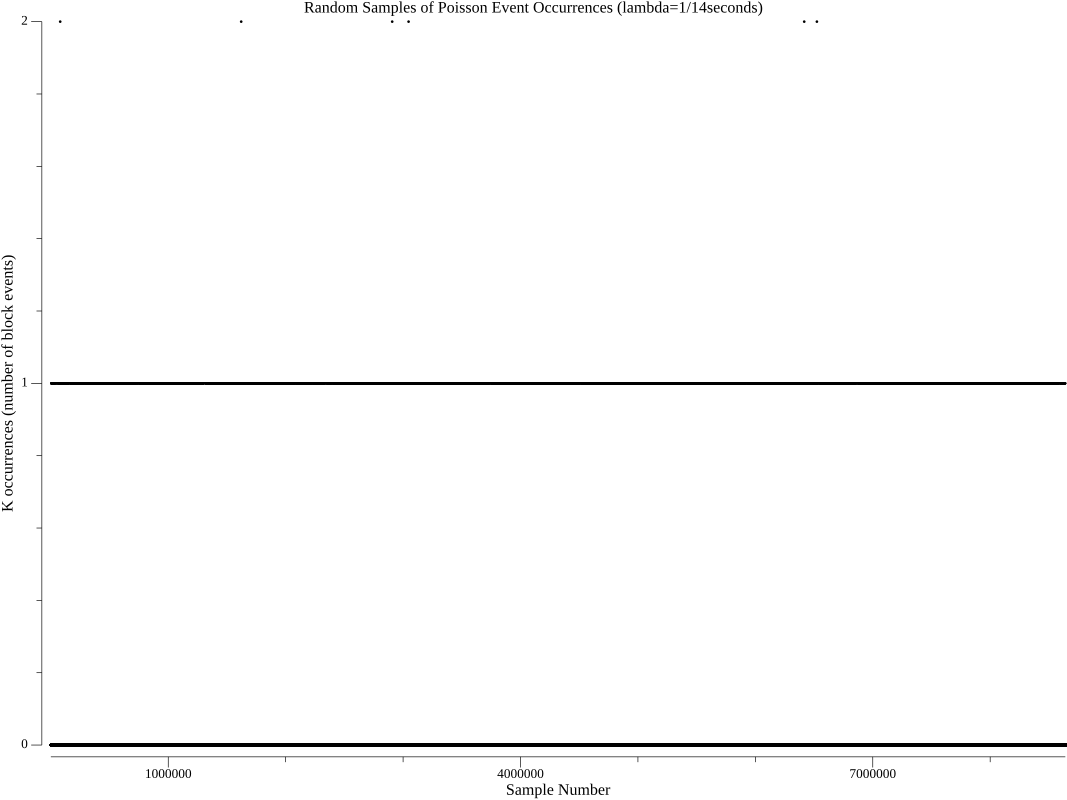 Random Samples of Poisson Event Occurrences (lambda=1/14seconds)
2
1
0
K occurrences (number of block events)
1000000 4000000 7000000
Sample Number